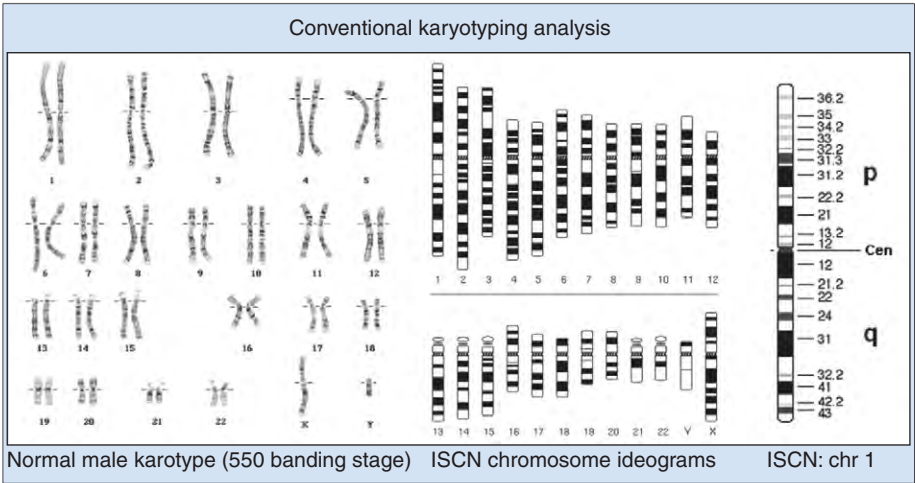 Conventional karyotyping analysis
1 2 3 4 5
6 7 8 9 10 11 12
13 14 15 16 17 18
19 20 21 22 X Y
1 2 3 4 5 6 7 8 9 10 11 12
13 14 15 16 17 18 19 20 21 22 Y X
36.2
35
34.2
33
32.2
31.3
31.2
p
22.2
21
13.2
12
Cen
12
21.2
22
24
31
q
32.2
41
42.2
43
Normal male karotype (550 banding stage) ISCN chromosome ideograms ISCN: chr 1